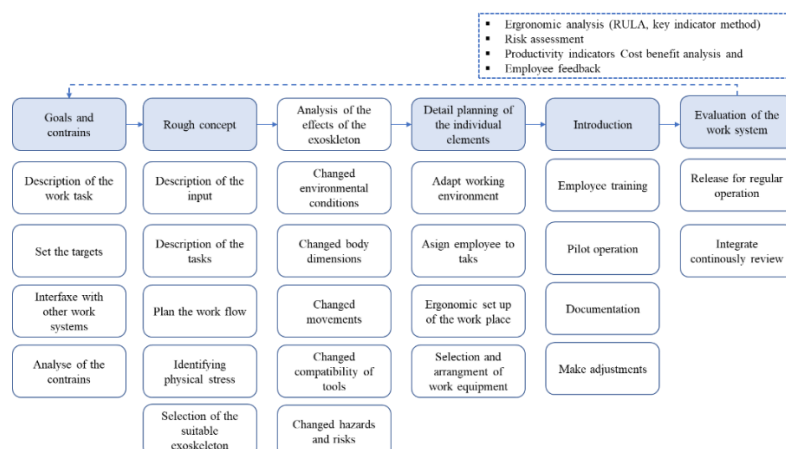 Ergonomic analysis (RULA, key indicator method)
Risk assessment
Productivity indicators Cost benefit analysis and
Employee feedback
Goals and
contrains
Rough concept
Analysis of the
effects of the
exoskleton
Detail planning of
the individual
elements
Introduction
Evaluation of the
work system
Description of the
work task
Description of the
input
Changed
environmental
conditions
Adapt working
environment
Employee training
Release for regular
operation
Set the targets
Description of the
tasks
Changed body
dimensions
Asign employee to
taks
Pilot operation
Integrate
continously review
Interfaxe with
other work
systems
Plan the work flow
Changed
movements
Ergonomic set up
of the work place
Documentation
Analyse of the
contrains
Identifying
physical stress
Changed
compatibility of
tools
Selection and
arrangment of
work equipment
Make adjustments
Selection of the
suitable
exoskeleton
Changed hazards
and risks